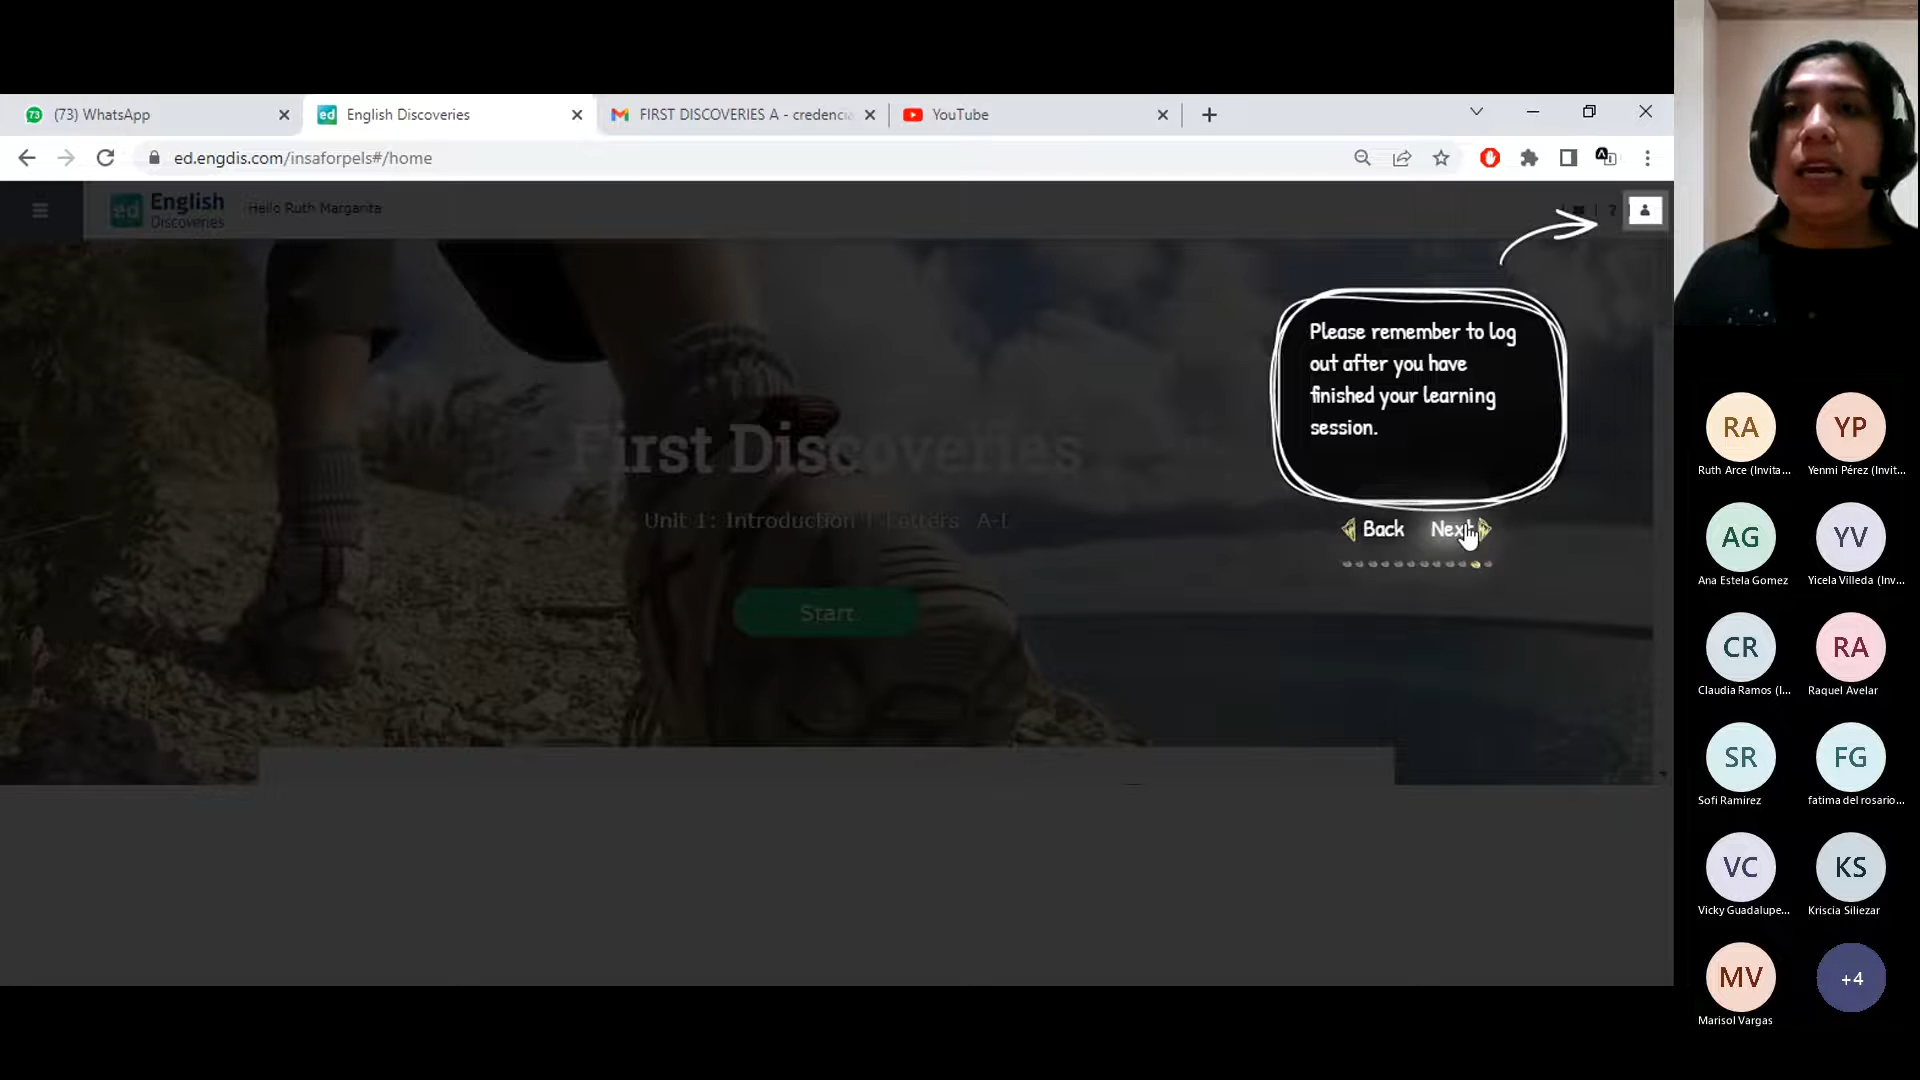 73 (73) WhatsApp
ed English Discoveries
FIRST DISCOVERIES A - credencia
YouTube
ed.engdis.com/insaforpels#/home
ed English Discoveries
Hello Ruth Margarita
?
Please remember to log
out after you have
finished your learning
session.
Back Next
First Discoveries
Unit 1: Introduction
Letters A-L
Start
RA
Ruth Arce (Invita...
YP
Yenmi Pérez (Invit...
AG
Ana Estela Gomez
YV
Yicela Villeda (Inv...
CR
Claudia Ramos (I...
RA
Raquel Avelar
SR
Sofi Ramirez
FG
fatima del rosario...
VC
Vicky Guadalupe...
KS
Kriscia Siliezar
MV
Marisol Vargas
+4